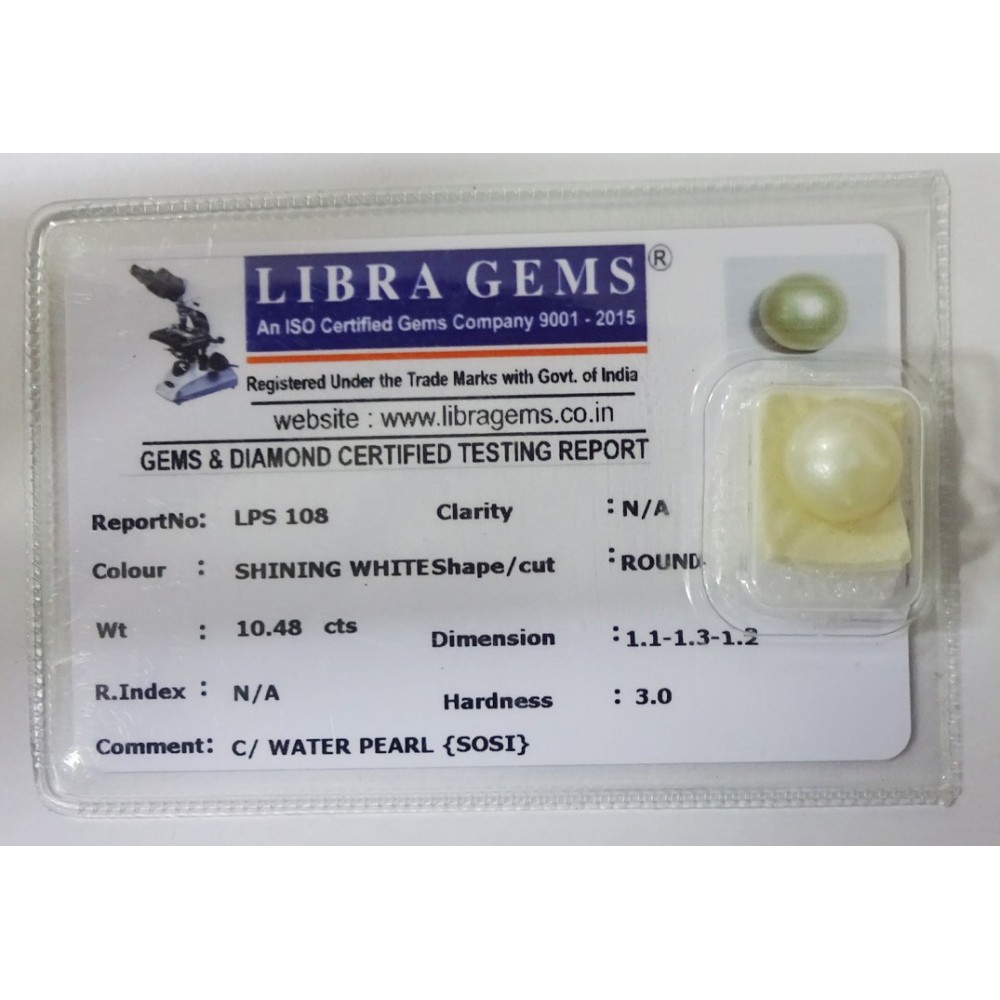 LIBRA GEMS ®
An ISO Certified Gems Company 9001 - 2015
Registered Under the Trade Marks with Govt. of India
website : www.libragems.co.in
GEMS & DIAMOND CERTIFIED TESTING REPORT
ReportNo: LPS 108 Clarity : N/A
Colour : SHINING WHITE Shape/cut : ROUND
Wt : 10.48 cts Dimension : 1.1-1.3-1.2
R.Index : N/A Hardness : 3.0
Comment: C/ WATER PEARL {SOSI}